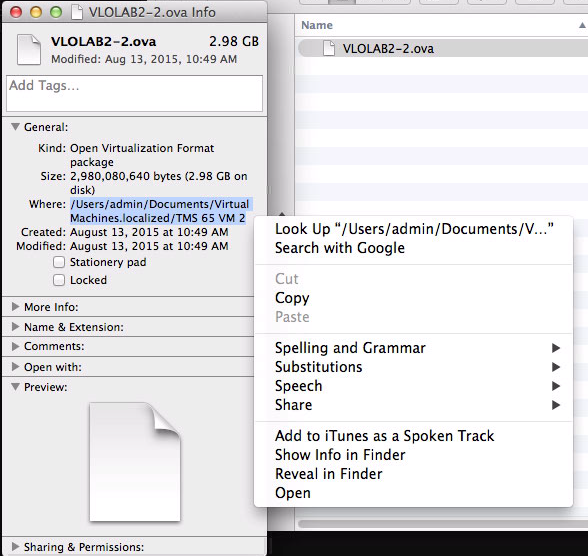 VLOLAB2-2.ova Info
VLOLAB2-2.ova 2.98 GB
Modified: Aug 13, 2015, 10:49 AM
Add Tags...
General:
Kind: Open Virtualization Format
package
Size: 2,980,080,640 bytes (2.98 GB on
disk)
Where: /Users/admin/Documents/Virtual
Machines.localized/TMS 65 VM 2
Created: August 13, 2015 at 10:49 AM
Modified: August 13, 2015 at 10:49 AM
Stationery pad
Locked
More Info:
Name & Extension:
Comments:
Open with:
Preview:
Sharing & Permissions:
Name
VLOLAB2-2.ova
Look Up “/Users/admin/Documents/V...”
Search with Google
Cut
Copy
Paste
Spelling and Grammar
Substitutions
Speech
Share
Add to iTunes as a Spoken Track
Show Info in Finder
Reveal in Finder
Open